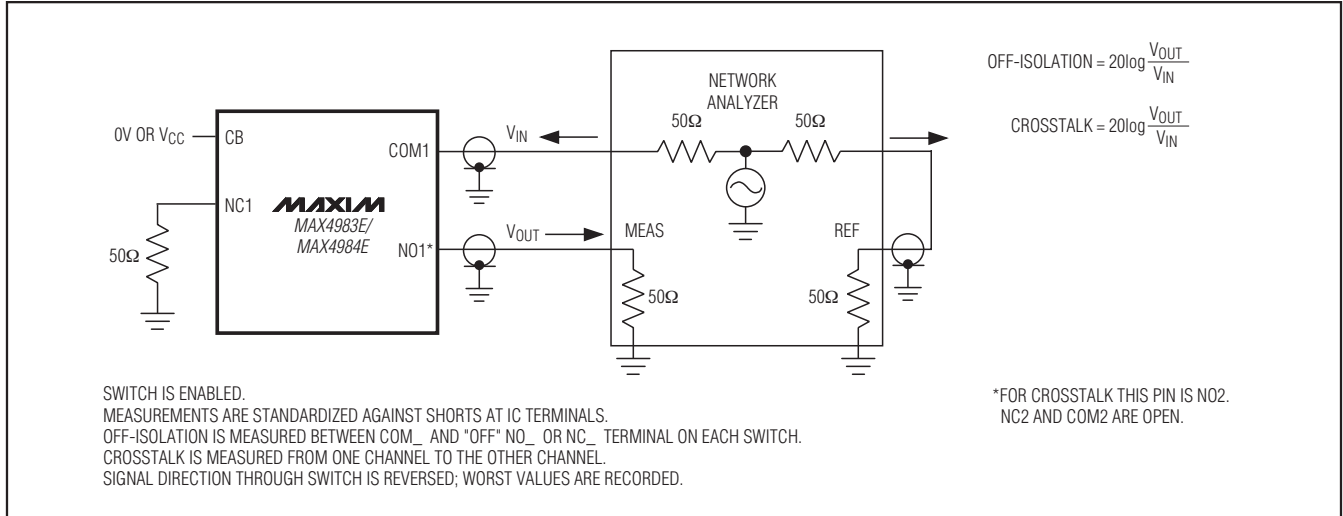 OFF-ISOLATION = 20log V_OUT / V_IN
CROSSTALK = 20log V_OUT / V_IN
NETWORK
ANALYZER
50Ω
50Ω
0V OR V_CC
CB
COM1
V_IN
NC1
MAXIM
MAX4983E/
MAX4984E
NO1*
V_OUT
MEAS
REF
50Ω
50Ω
50Ω
SWITCH IS ENABLED.
MEASUREMENTS ARE STANDARDIZED AGAINST SHORTS AT IC TERMINALS.
OFF-ISOLATION IS MEASURED BETWEEN COM_ AND "OFF" NO_ OR NC_ TERMINAL ON EACH SWITCH.
CROSSTALK IS MEASURED FROM ONE CHANNEL TO THE OTHER CHANNEL.
SIGNAL DIRECTION THROUGH SWITCH IS REVERSED; WORST VALUES ARE RECORDED.
*FOR CROSSTALK THIS PIN IS NO2.
NC2 AND COM2 ARE OPEN.